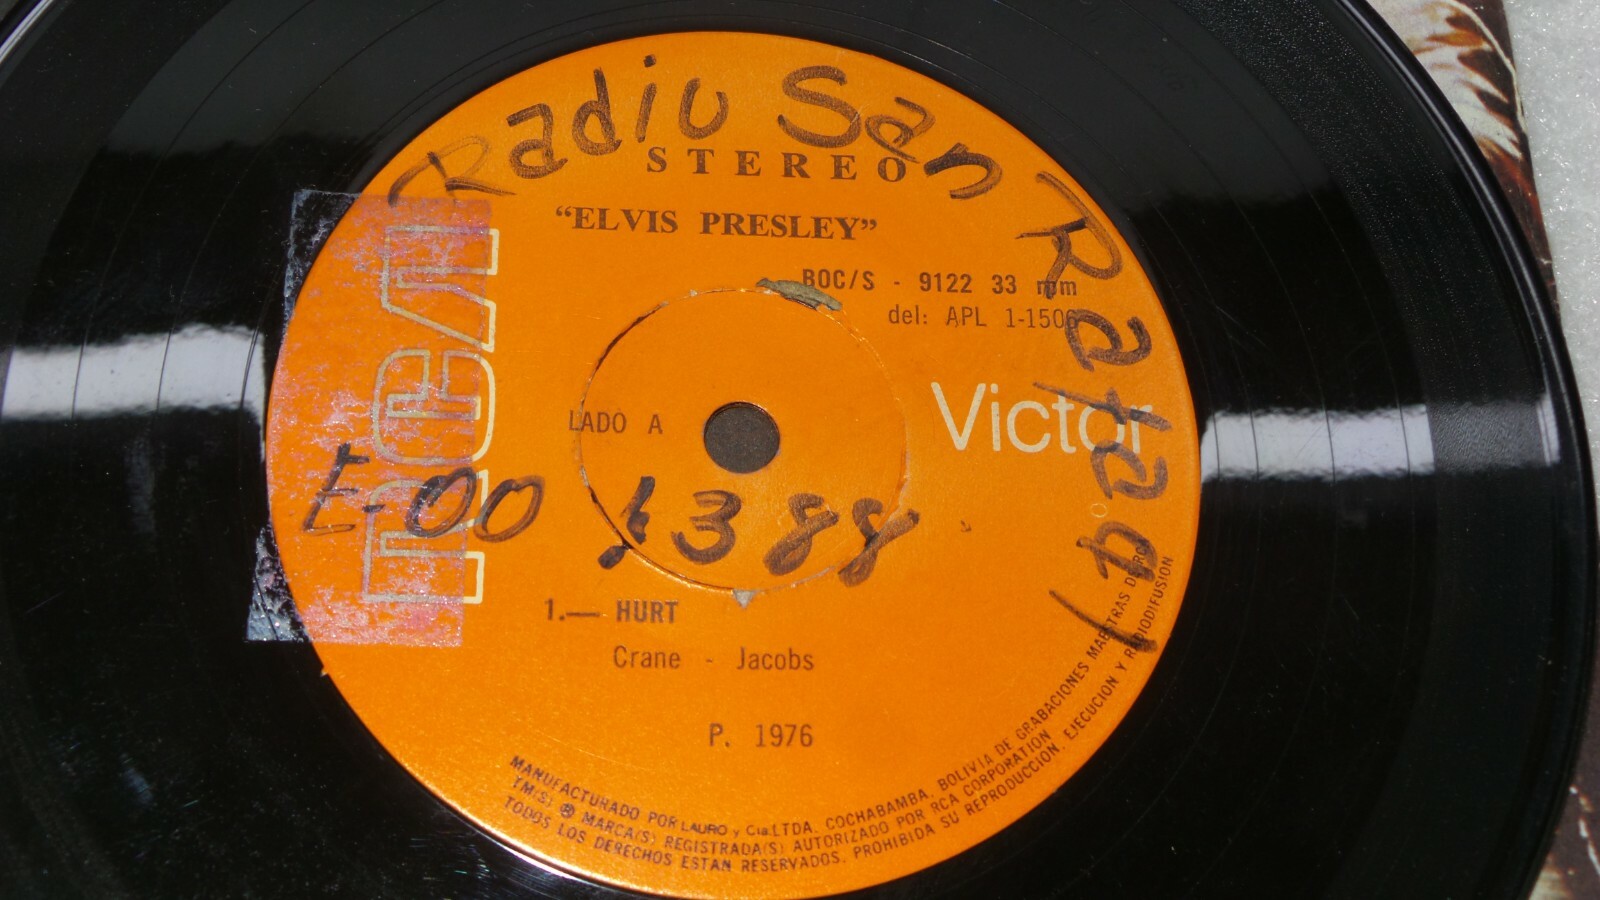 Radio San Rafael
STEREO
"ELVIS PRESLEY"
BOC/S - 9122 33 rpm
del: APL 1-1506
RCA
Victor
LADO A
E-00 1388
1.— HURT
Crane - Jacobs
P. 1976
MANUFACTURADO POR LAURO y Cia.LTDA. COCHABAMBA, BOLIVIA DE GRABACIONES MAESTRAS DE RCA
TM(S) ® MARCA(S) REGISTRADA(S) AUTORIZADO POR RCA CORPORATION
TODOS LOS DERECHOS ESTAN RESERVADOS. PROHIBIDA SU REPRODUCCION, EJECUCION Y RADIODIFUSION